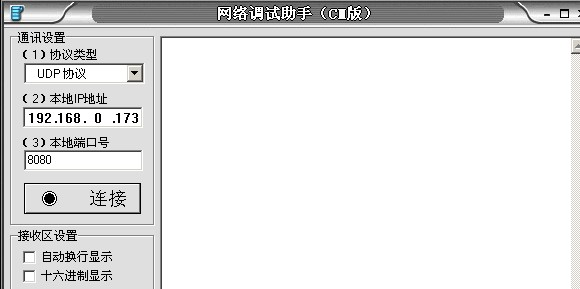 网络调试助手（CM版）
通讯设置
（1）协议类型
UDP 协议
（2）本地IP地址
192.168. 0 .173
（3）本地端口号
8080
连接
接收区设置
自动换行显示
十六进制显示